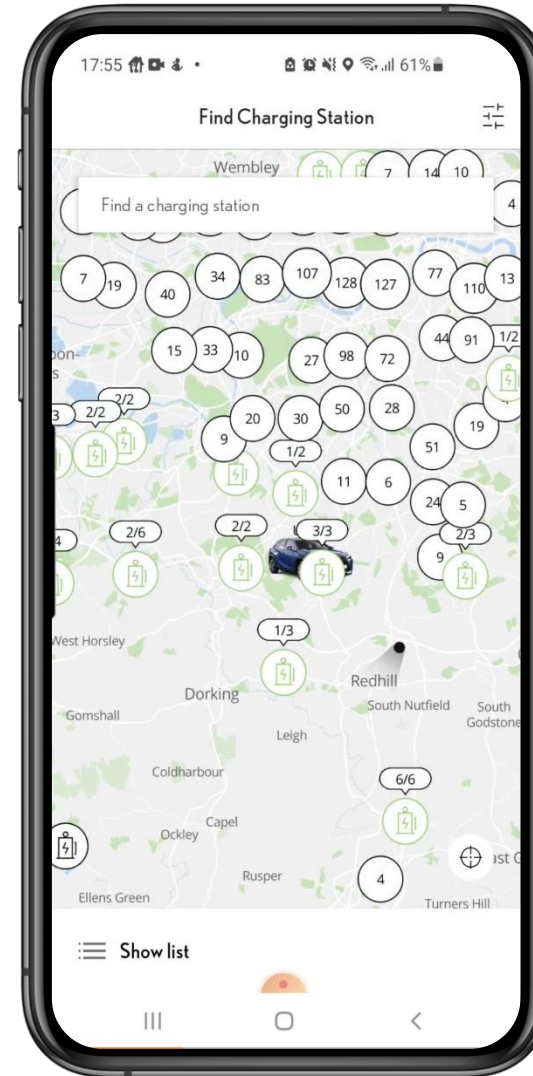 17:55
61%
Find Charging Station
Wembley
7 14 10
Find a charging station
4
7 19 40 34 83 107 128 127 77 110 13
15 33 10 27 98 72 44 91 1/2
2/2 2/2
9 20 30 50 28 19
1/2 51
11 6 24 5
2/6 2/2 3/3 2/3
9
West Horsley
1/3
Dorking
Redhill
Gomshall
South Nutfield
South
Godstone
Leigh
Coldharbour
6/6
Capel
Ockley
Rusper
4
Ellens Green
Turners Hill
Show list